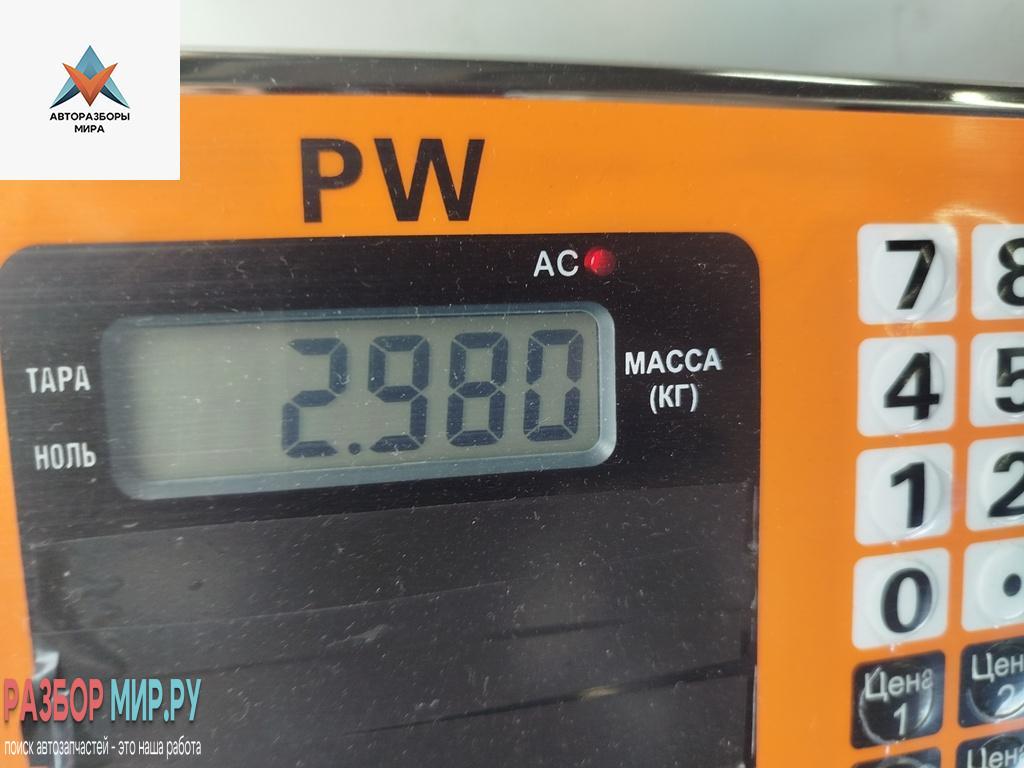 АВТОРАЗБОРЫ
МИРА
PW
AC
2.980
ТАРА
НОЛЬ
МАССА
(КГ)
7
8
4
5
1
2
0
.
Цена
1
Цен
2
РАЗБОР МИР.РУ
поиск автозапчастей - это наша работа